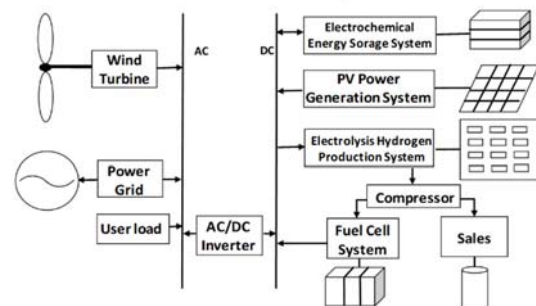 AC
DC
Wind
Turbine
Power
Grid
User load
AC/DC
Inverter
Electrochemical
Energy Sorage System
PV Power
Generation System
Electrolysis Hydrogen
Production System
Compressor
Fuel Cell
System
Sales